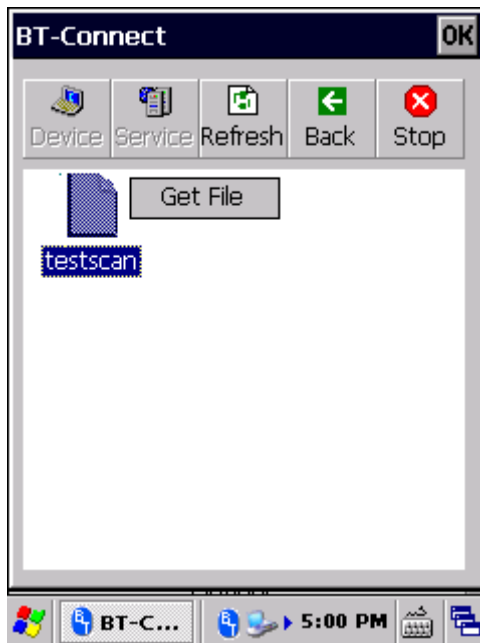 BT-Connect OK
Device Service Refresh Back Stop
Get File
testscan
BT-C... 5:00 PM